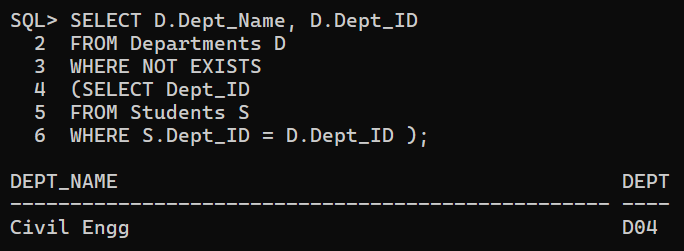 SQL> SELECT D.Dept_Name, D.Dept_ID
  2  FROM Departments D
  3  WHERE NOT EXISTS
  4  (SELECT Dept_ID
  5  FROM Students S
  6  WHERE S.Dept_ID = D.Dept_ID );

DEPT_NAME                                          DEPT
-------------------------------------------------- ----
Civil Engg                                         D04